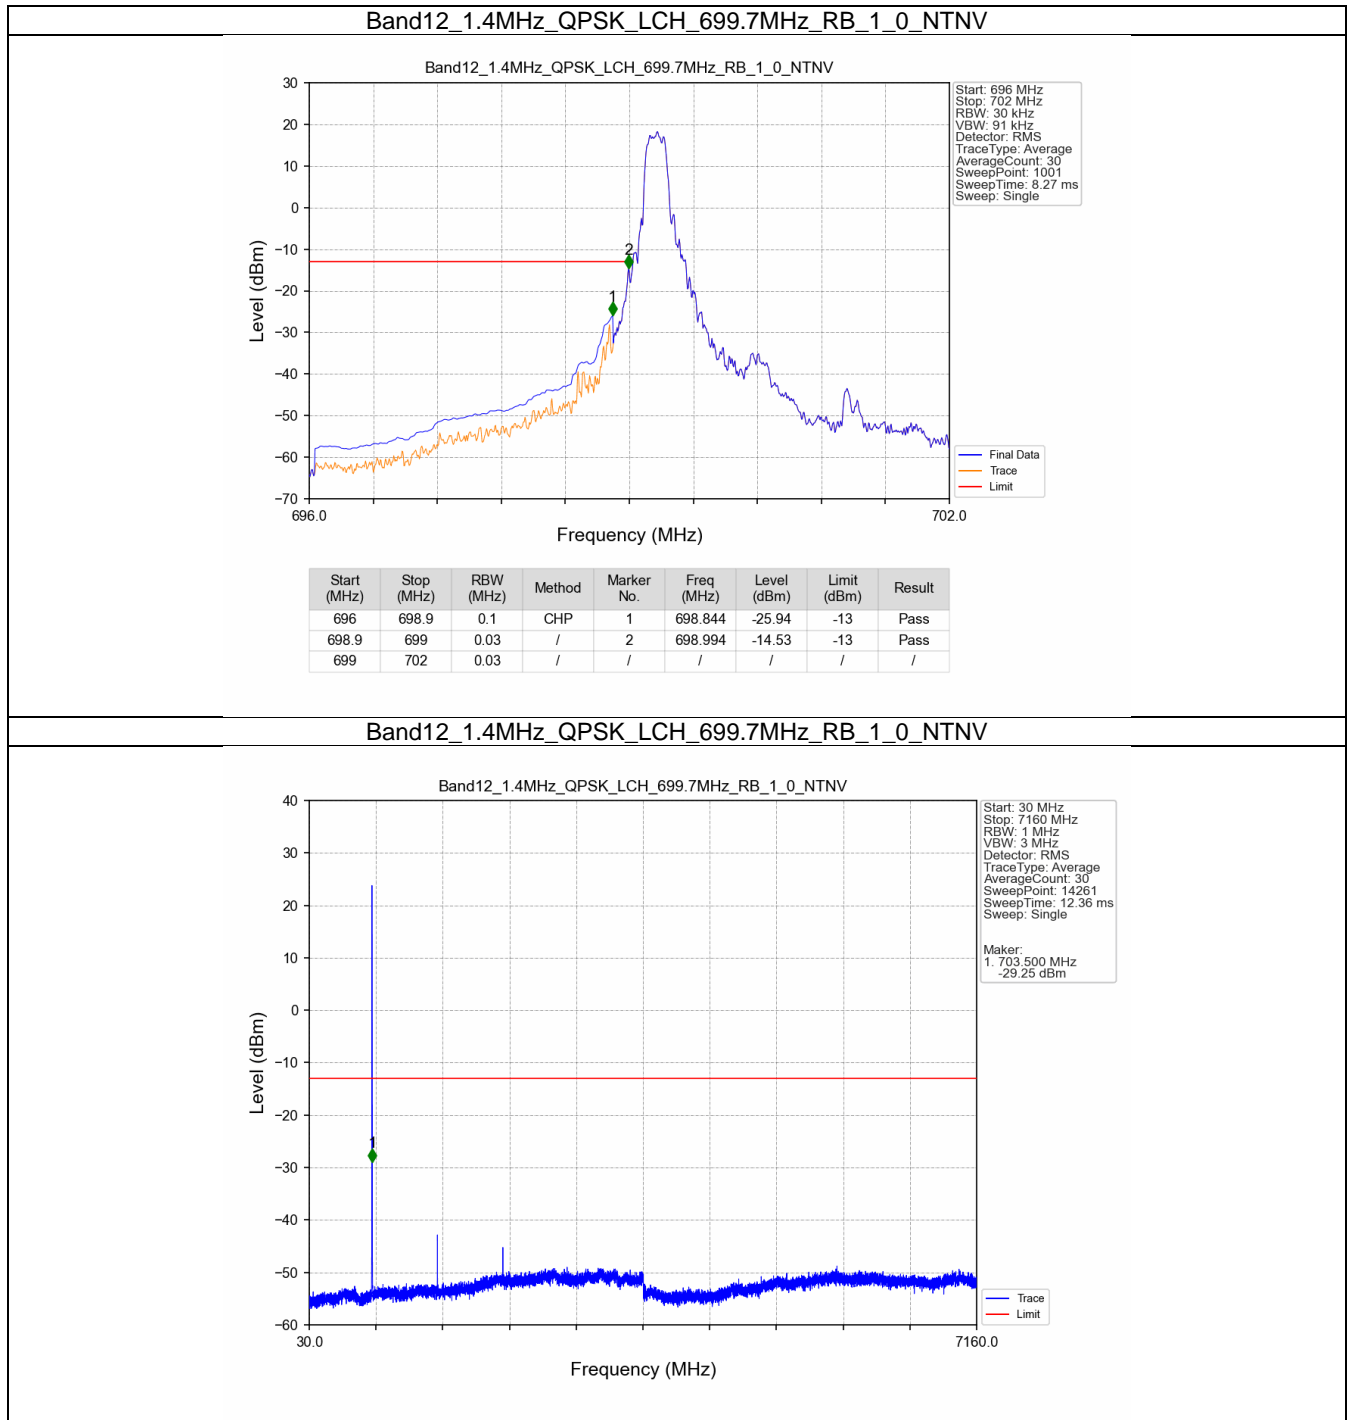 Band12_1.4MHz_QPSK_LCH_699.7MHz_RB_1_0_NTNV
Band12_1.4MHz_QPSK_LCH_699.7MHz_RB_1_0_NTNV
Start: 696 MHz
Stop: 702 MHz
RBW: 30 kHz
VBW: 91 kHz
Detector: RMS
TraceType: Average
AverageCount: 30
SweepPoint: 1001
SweepTime: 8.27 ms
Sweep: Single
30
20
10
0
−10
−20
−30
−40
−50
−60
−70
Level (dBm)
2
1
Final Data
Trace
Limit
696.0 702.0
Frequency (MHz)
Start (MHz) Stop (MHz) RBW (MHz) Method Marker No. Freq (MHz) Level (dBm) Limit (dBm) Result
696 698.9 0.1 CHP 1 698.844 -25.94 -13 Pass
698.9 699 0.03 / 2 698.994 -14.53 -13 Pass
699 702 0.03 / / / / / /
Band12_1.4MHz_QPSK_LCH_699.7MHz_RB_1_0_NTNV
Band12_1.4MHz_QPSK_LCH_699.7MHz_RB_1_0_NTNV
Start: 30 MHz
Stop: 7160 MHz
RBW: 1 MHz
VBW: 3 MHz
Detector: RMS
TraceType: Average
AverageCount: 30
SweepPoint: 14261
SweepTime: 12.36 ms
Sweep: Single
Maker:
1. 703.500 MHz
-29.25 dBm
40
30
20
10
0
−10
−20
−30
−40
−50
−60
Level (dBm)
1
Trace
Limit
30.0 7160.0
Frequency (MHz)